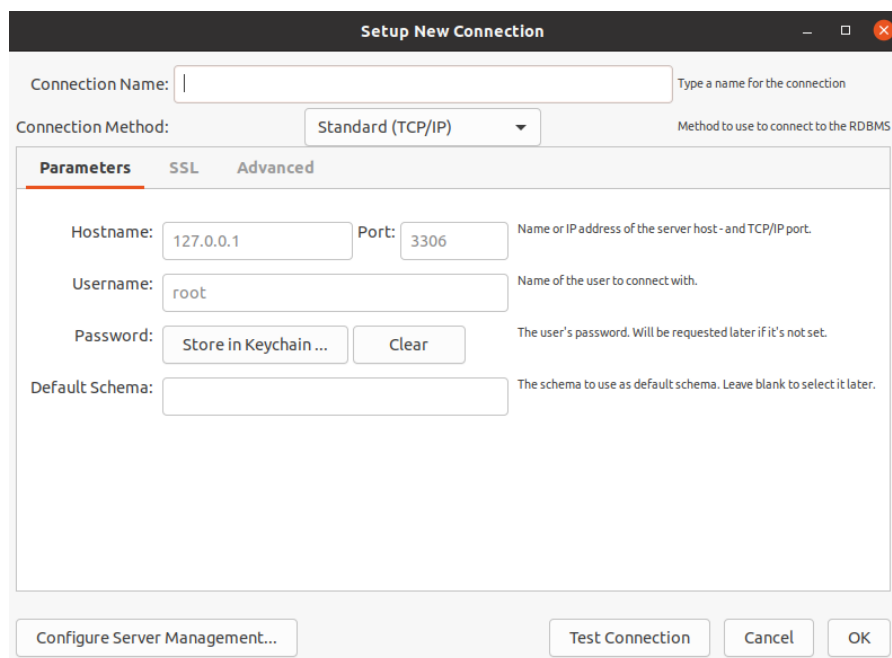 Setup New Connection
Connection Name: Type a name for the connection
Connection Method: Standard (TCP/IP) Method to use to connect to the RDBMS
Parameters SSL Advanced
Hostname: 127.0.0.1 Port: 3306 Name or IP address of the server host - and TCP/IP port.
Username: root Name of the user to connect with.
Password: Store in Keychain ... Clear The user's password. Will be requested later if it's not set.
Default Schema: The schema to use as default schema. Leave blank to select it later.
Configure Server Management... Test Connection Cancel OK